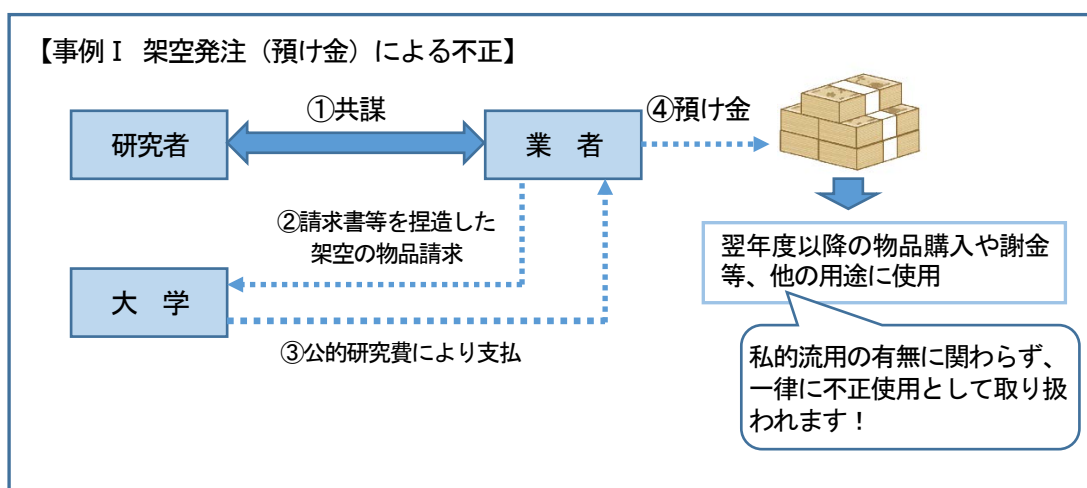 【事例Ⅰ 架空発注（預け金）による不正】
①共謀
④預け金
研究者
業 者
②請求書等を捏造した
架空の物品請求
大 学
③公的研究費により支払
翌年度以降の物品購入や謝金
等、他の用途に使用
私的流用の有無に関わらず、
一律に不正使用として取り扱
われます！